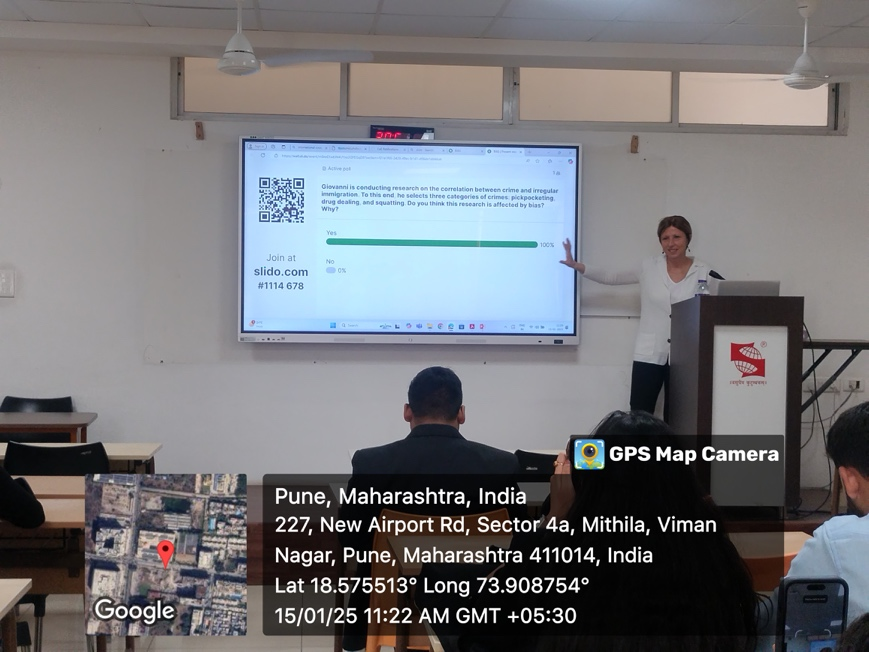 Active poll
Giovanni is conducting research on the correlation between crime and irregular
immigration. To this end, he selects three categories of crimes: pickpocketing,
drug dealing, and squatting. Do you think this research is affected by bias?
Why?
Yes
100%
No
0%
Join at
slido.com
#1114 678
®
॥वसुधैव कुटुम्बकम्॥
GPS Map Camera
Pune, Maharashtra, India
227, New Airport Rd, Sector 4a, Mithila, Viman
Nagar, Pune, Maharashtra 411014, India
Lat 18.575513° Long 73.908754°
15/01/25 11:22 AM GMT +05:30
Google